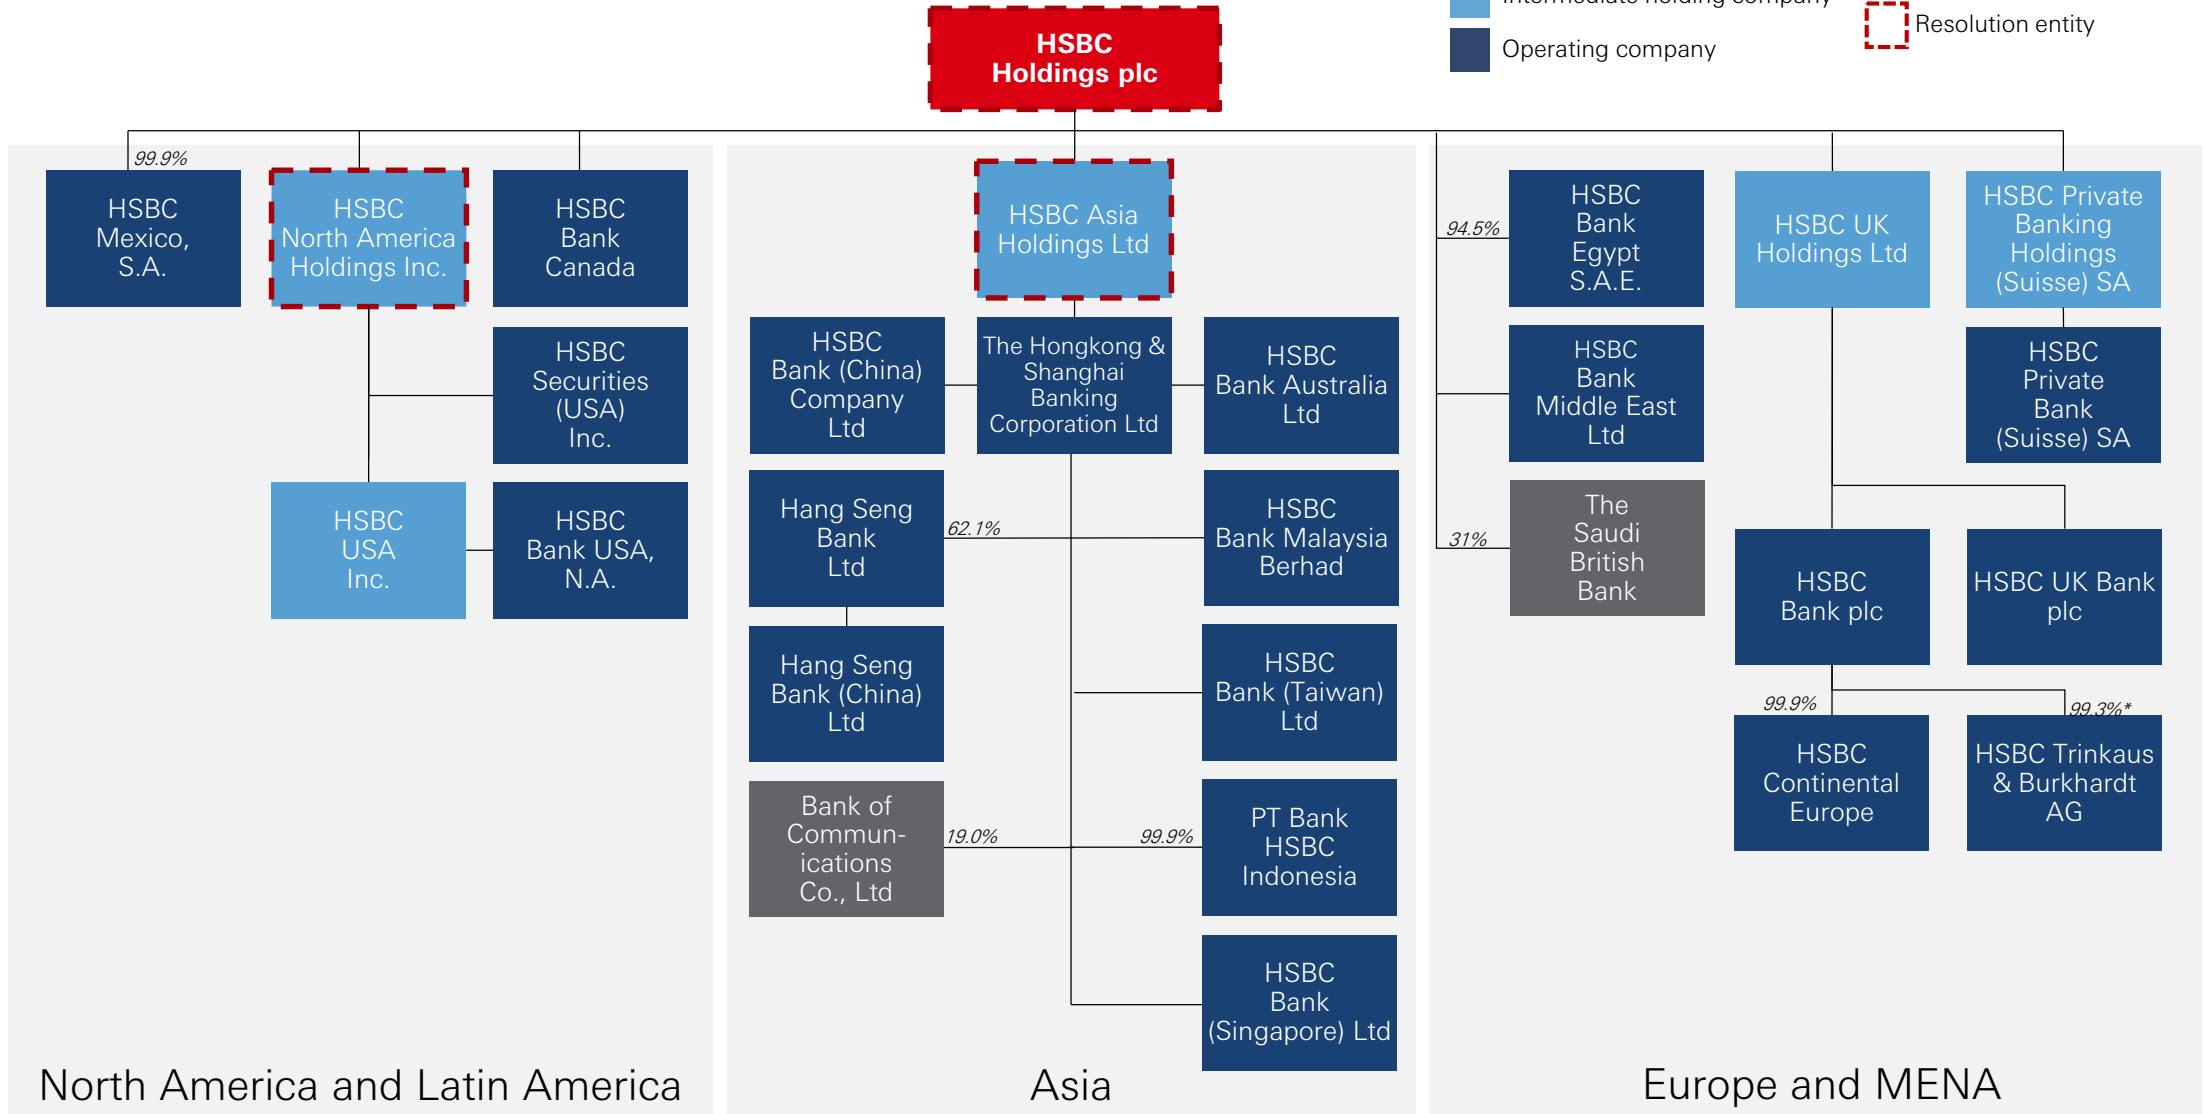 HSBC
Holdings plc
Intermediate holding company
Operating company
Resolution entity
99.9%
HSBC
Mexico,
S.A.
HSBC
North America
Holdings Inc.
HSBC
Bank
Canada
HSBC
Securities
(USA)
Inc.
HSBC
USA
Inc.
HSBC
Bank USA,
N.A.
North America and Latin America
HSBC Asia
Holdings Ltd
HSBC
Bank (China)
Company
Ltd
The Hongkong &
Shanghai
Banking
Corporation Ltd
HSBC
Bank Australia
Ltd
Hang Seng
Bank
Ltd
62.1%
HSBC
Bank Malaysia
Berhad
Hang Seng
Bank (China)
Ltd
HSBC
Bank (Taiwan)
Ltd
Bank of
Commun-
ications
Co., Ltd
19.0%
99.9%
PT Bank
HSBC
Indonesia
HSBC
Bank
(Singapore) Ltd
Asia
94.5%
HSBC
Bank
Egypt
S.A.E.
HSBC UK
Holdings Ltd
HSBC Private
Banking
Holdings
(Suisse) SA
HSBC
Bank
Middle East
Ltd
HSBC
Private
Bank
(Suisse) SA
31%
The
Saudi
British
Bank
HSBC
Bank plc
HSBC UK Bank
plc
99.9%
99.3%*
HSBC
Continental
Europe
HSBC Trinkaus
& Burkhardt
AG
Europe and MENA